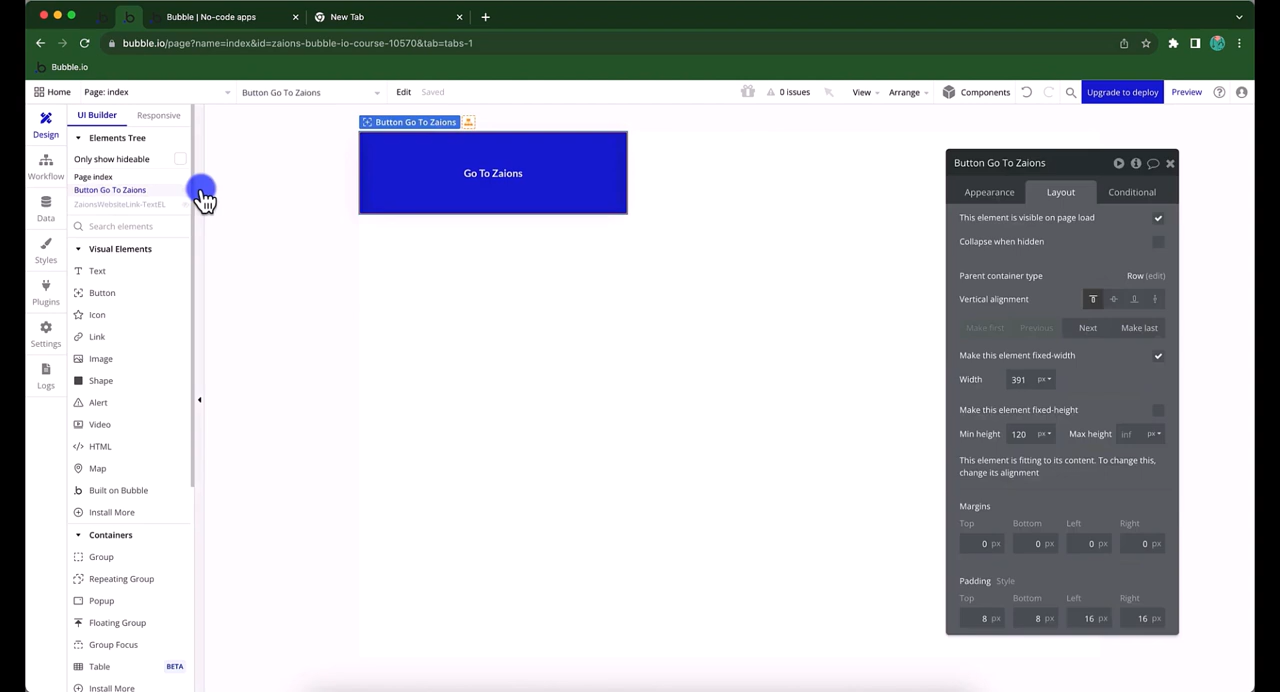 Bubble | No-code apps
New Tab
bubble.io/page?name=index&id=zaions-bubble-io-course-10570&tab=tabs-1
Bubble.io
Home
Page: index
Button Go To Zaions
Edit
Saved
0 issues
View
Arrange
Components
Upgrade to deploy
Preview
Design
Workflow
Data
Styles
Plugins
Settings
Logs
UI Builder
Responsive
Elements Tree
Only show hideable
Page index
Button Go To Zaions
ZaionsWebsiteLink-TextEL
Search elements
Visual Elements
Text
Button
Icon
Link
Image
Shape
Alert
Video
HTML
Map
Built on Bubble
Install More
Containers
Group
Repeating Group
Popup
Floating Group
Group Focus
Table BETA
Install More
Button Go To Zaions
Go To Zaions
Button Go To Zaions
Appearance
Layout
Conditional
This element is visible on page load
Collapse when hidden
Parent container type Row (edit)
Vertical alignment
Make first Previous Next Make last
Make this element fixed-width
Width 391 px
Make this element fixed-height
Min height 120 px Max height inf px
This element is fitting to its content. To change this,
change its alignment
Margins
Top Bottom Left Right
0 px 0 px 0 px 0 px
Padding Style
Top Bottom Left Right
8 px 8 px 16 px 16 px